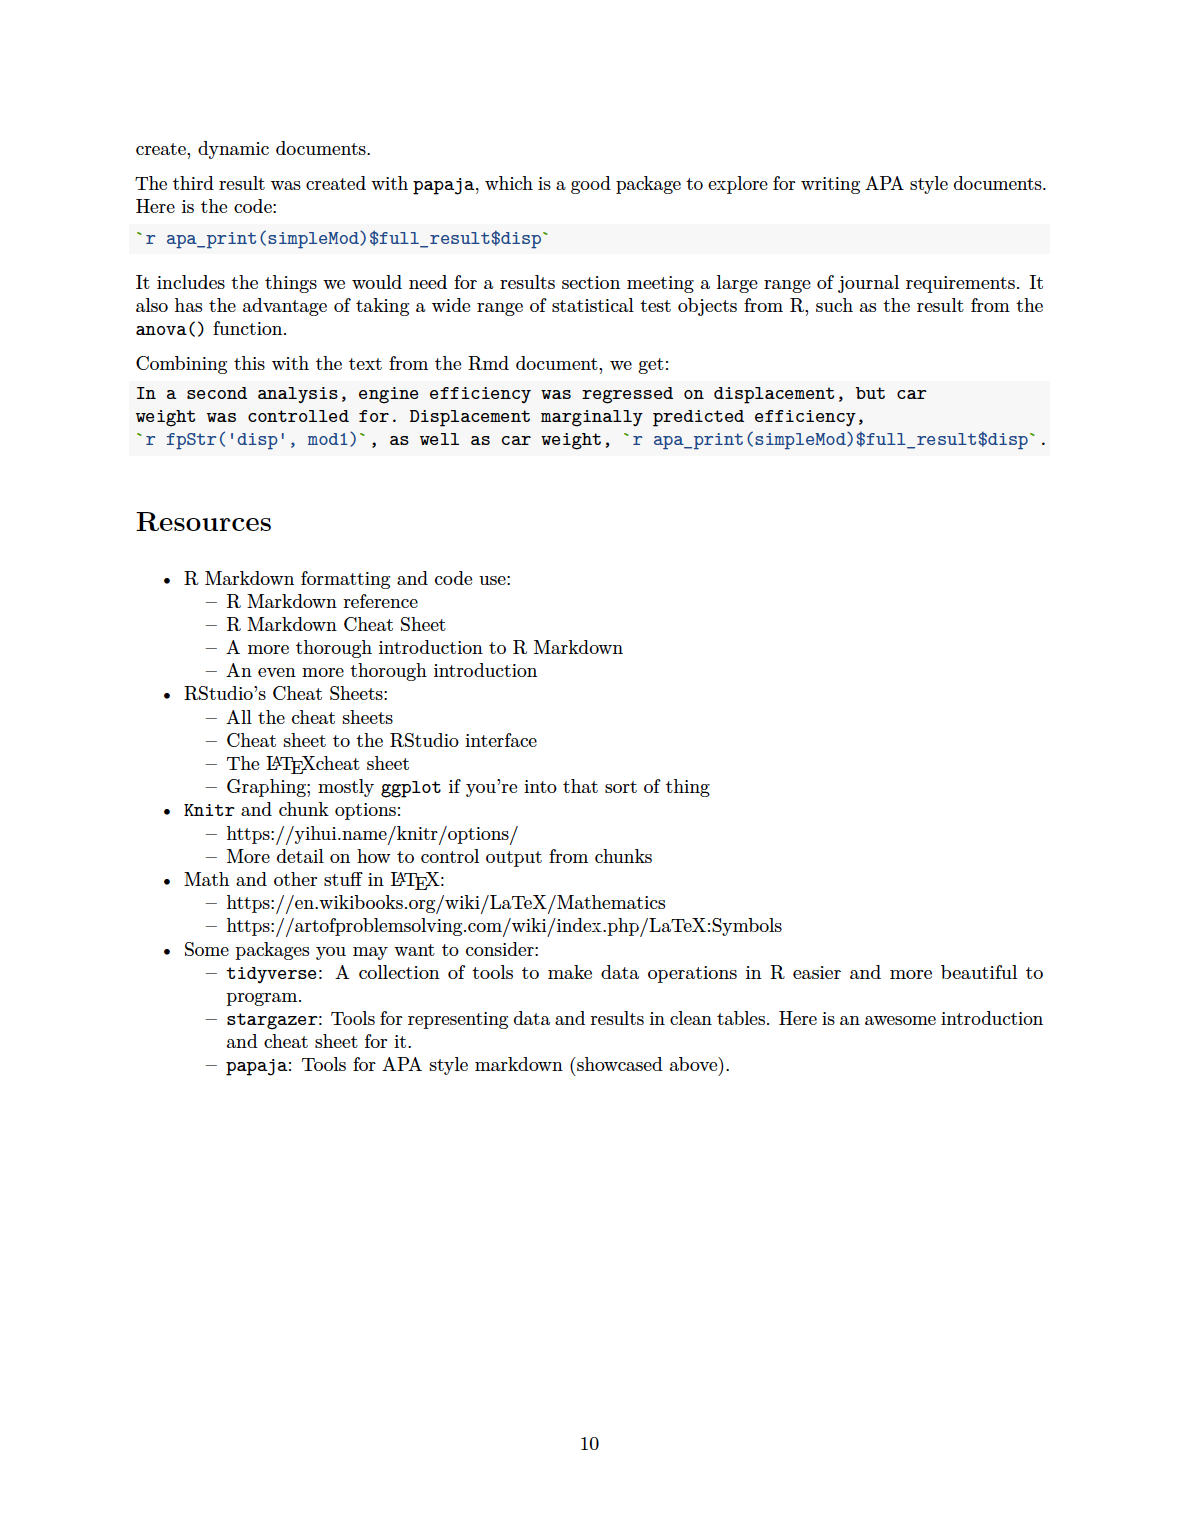 create, dynamic documents.
The third result was created with papaja, which is a good package to explore for writing APA style documents.
Here is the code:
`r apa_print(simpleMod)$full_result$disp`
It includes the things we would need for a results section meeting a large range of journal requirements. It
also has the advantage of taking a wide range of statistical test objects from R, such as the result from the
anova() function.
Combining this with the text from the Rmd document, we get:
In a second analysis, engine efficiency was regressed on displacement, but car
weight was controlled for. Displacement marginally predicted efficiency,
`r fpStr('disp', mod1)`, as well as car weight, `r apa_print(simpleMod)$full_result$disp`.
Resources
• R Markdown formatting and code use:
– R Markdown reference
– R Markdown Cheat Sheet
– A more thorough introduction to R Markdown
– An even more thorough introduction
• RStudio's Cheat Sheets:
– All the cheat sheets
– Cheat sheet to the RStudio interface
– The LATEXcheat sheet
– Graphing; mostly ggplot if you're into that sort of thing
• Knitr and chunk options:
– https://yihui.name/knitr/options/
– More detail on how to control output from chunks
• Math and other stuff in LATEX:
– https://en.wikibooks.org/wiki/LaTeX/Mathematics
– https://artofproblemsolving.com/wiki/index.php/LaTeX:Symbols
• Some packages you may want to consider:
– tidyverse: A collection of tools to make data operations in R easier and more beautiful to
program.
– stargazer: Tools for representing data and results in clean tables. Here is an awesome introduction
and cheat sheet for it.
– papaja: Tools for APA style markdown (showcased above).
10